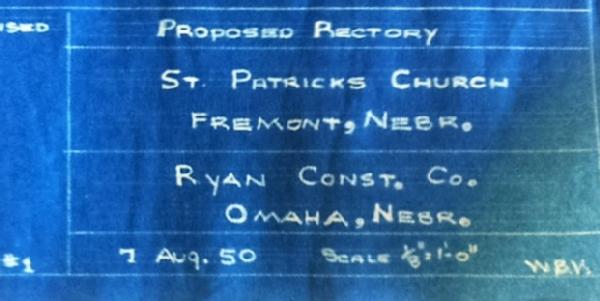 Proposed Rectory
St. Patricks Church
Fremont, Nebr.
Ryan Const. Co.
Omaha, Nebr.
#1 7 Aug. 50 Scale ⅛"=1'-0"